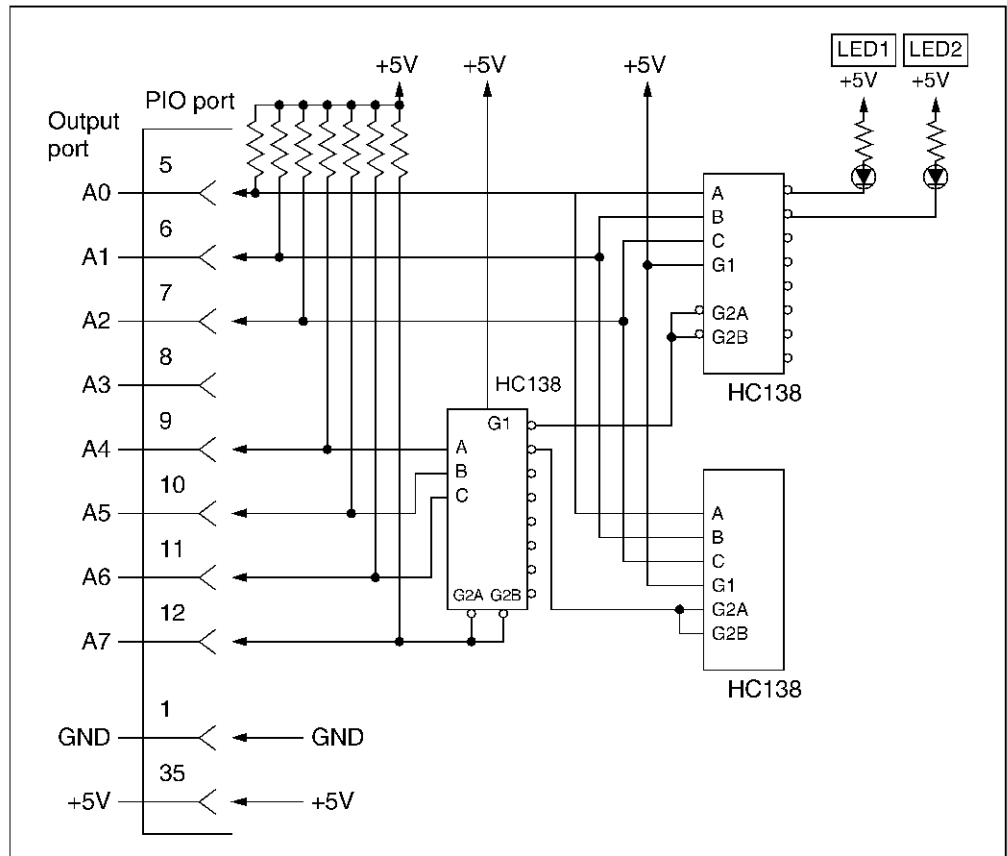 LED1 LED2
+5V +5V +5V +5V +5V
PIO port
Output
port
5
A0
6
A1
7
A2
8
A3
9
A4
10
A5
11
A6
12
A7
1
GND GND
35
+5V +5V
HC138
G1
A
B
C
G2A G2B
A
B
C
G1
G2A
G2B
HC138
A
B
C
G1
G2A
G2B
HC138